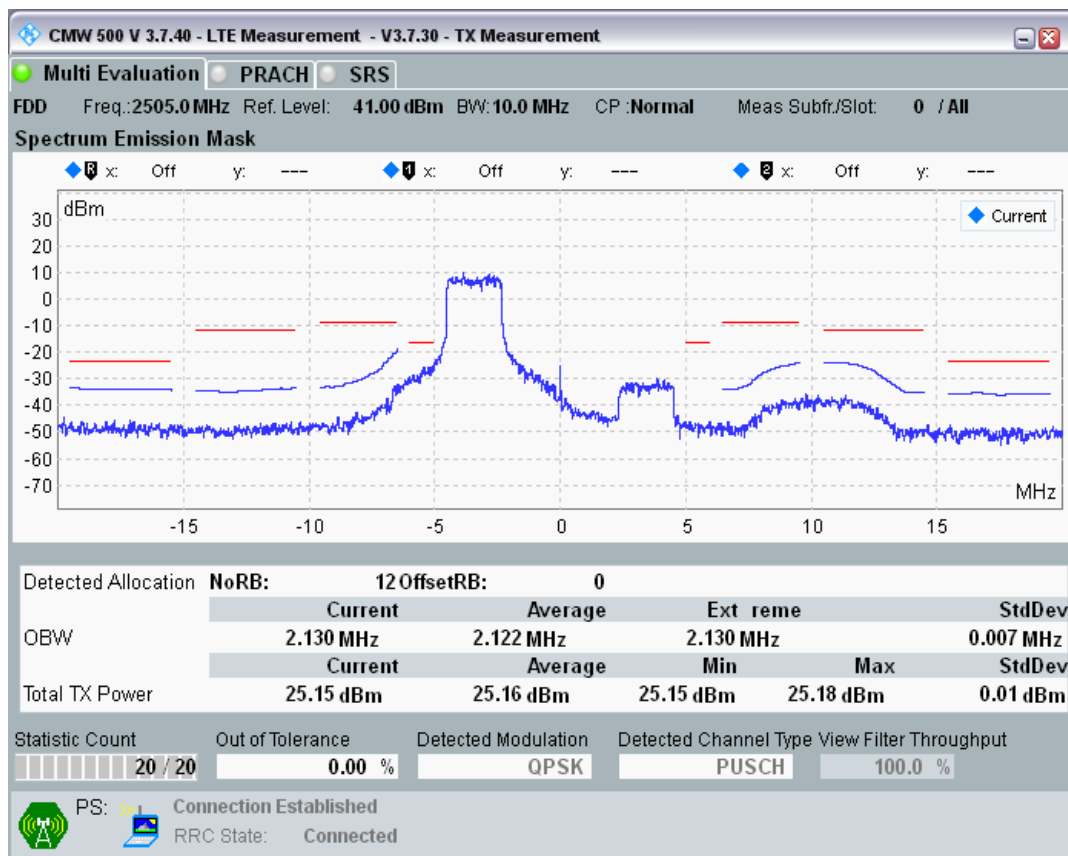 CMW 500 V 3.7.40 - LTE Measurement - V3.7.30 - TX Measurement
Multi Evaluation PRACH SRS
FDD Freq.:2505.0 MHz Ref. Level: 41.00 dBm BW: 10.0 MHz CP :Normal Meas Subfr./Slot: 0 / All
Spectrum Emission Mask
R x: Off y: --- 1 x: Off y: --- 2 x: Off y: ---
dBm
Current
30
20
10
0
-10
-20
-30
-40
-50
-60
-70
MHz
-15 -10 -5 0 5 10 15
Detected Allocation NoRB: 12 OffsetRB: 0
Current Average Ext reme StdDev
OBW 2.130 MHz 2.122 MHz 2.130 MHz 0.007 MHz
Current Average Min Max StdDev
Total TX Power 25.15 dBm 25.16 dBm 25.15 dBm 25.18 dBm 0.01 dBm
Statistic Count Out of Tolerance Detected Modulation Detected Channel Type View Filter Throughput
20 / 20 0.00 % QPSK PUSCH 100.0 %
PS: Connection Established
RRC State: Connected